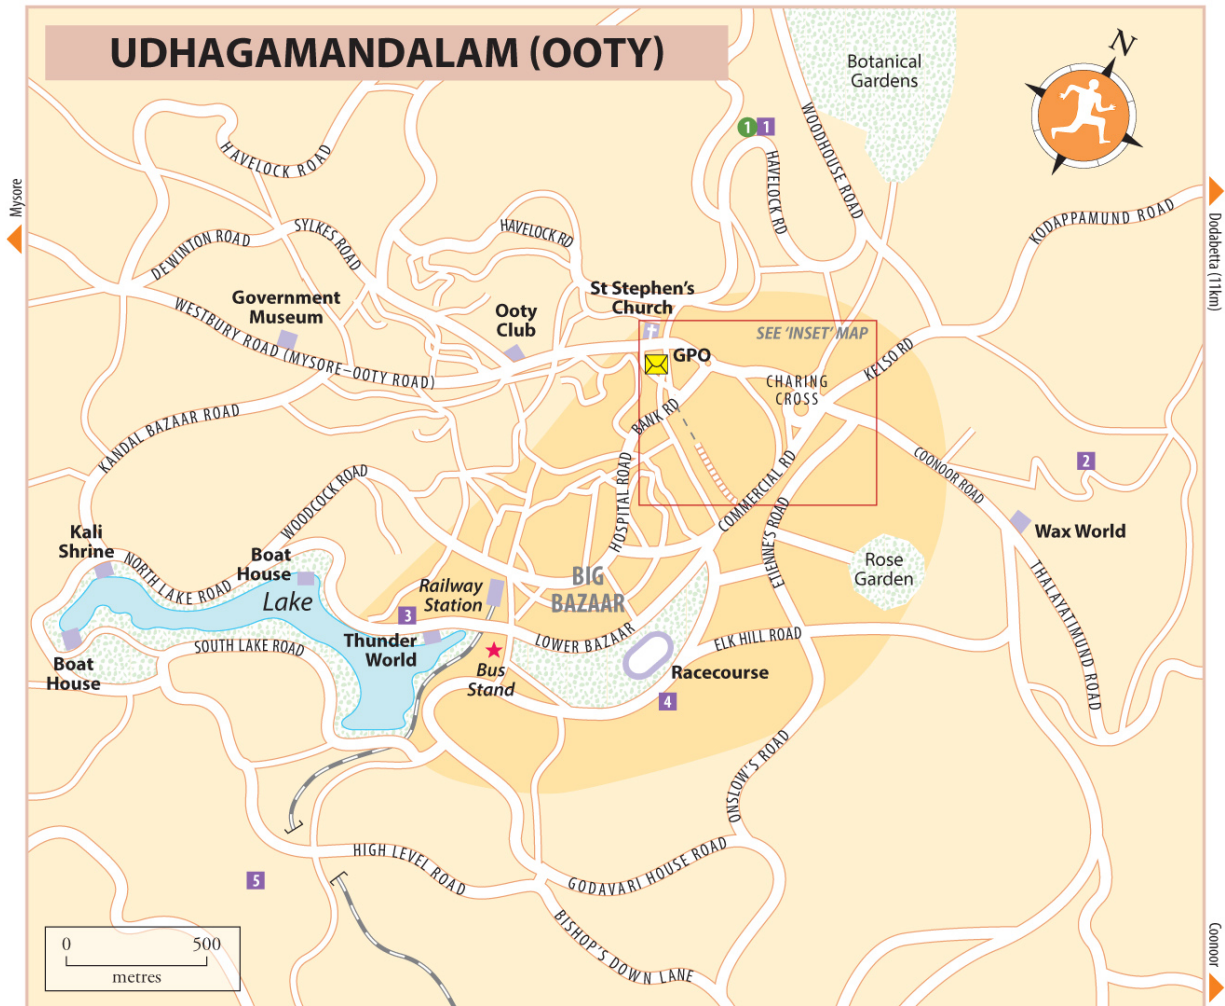 UDHAGAMANDALAM (OOTY)
N
Botanical
Gardens
1
1
WOODHOUSE ROAD
HAVELOCK RD
HAVELOCK ROAD
Mysore
KODAPPAMUND ROAD
Dodabetta (11km)
DEWINTON ROAD
SYLKES ROAD
HAVELOCK RD
Government
Museum
Ooty
Club
St Stephen's
Church
SEE 'INSET' MAP
WESTBURY ROAD (MYSORE–OOTY ROAD)
GPO
KELSO RD
CHARING
CROSS
KANDAL BAZAAR ROAD
BANK RD
COONOOR ROAD
2
WOODCOCK ROAD
HOSPITAL ROAD
COMMERCIAL RD
ETIENNE'S ROAD
Wax World
Kali
Shrine
NORTH LAKE ROAD
Boat
House
Lake
Railway
Station
BIG
BAZAAR
Rose
Garden
THALAYATIMUND ROAD
3
Thunder
World
LOWER BAZAAR
ELK HILL ROAD
SOUTH LAKE ROAD
Boat
House
Bus
Stand
Racecourse
4
ONSLOW'S ROAD
HIGH LEVEL ROAD
GODAVARI HOUSE ROAD
5
BISHOP'S DOWN LANE
Coonoor
0 500
metres